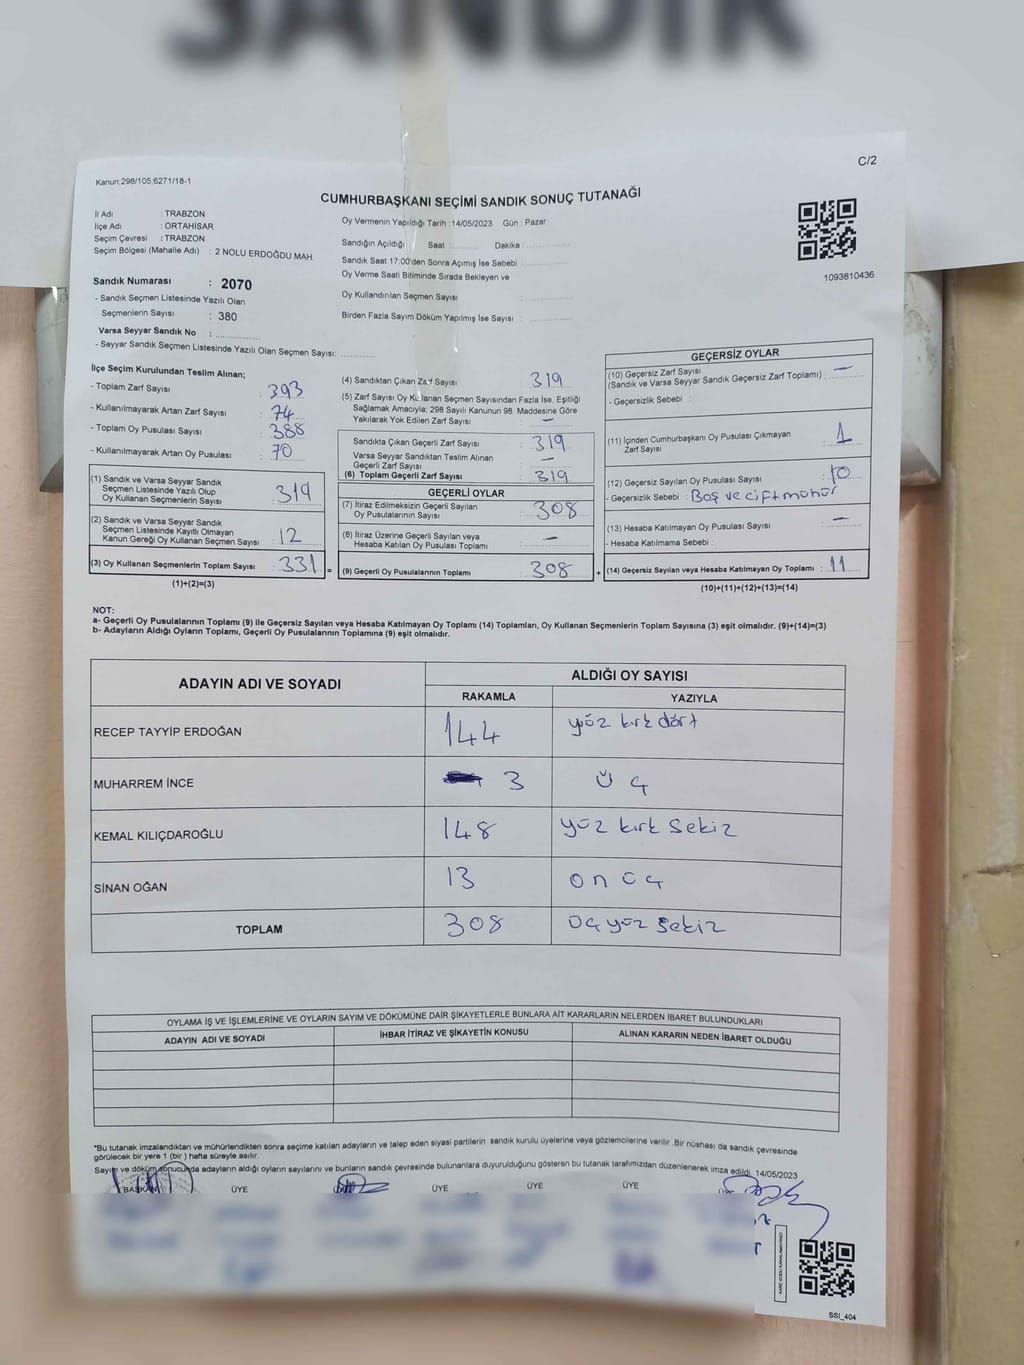 SANDIK
C/2
Kanun;298/105;6271/18-1
CUMHURBAŞKANI SEÇİMİ SANDIK SONUÇ TUTANAĞI
İl Adı : TRABZON
İlçe Adı : ORTAHİSAR
Seçim Çevresi : TRABZON
Seçim Bölgesi (Mahalle Adı) : 2 NOLU ERDOĞDU MAH.
Sandık Numarası : 2070
- Sandık Seçmen Listesinde Yazılı Olan
Seçmenlerin Sayısı : 380
Varsa Seyyar Sandık No :
- Seyyar Sandık Seçmen Listesinde Yazılı Olan Seçmen Sayısı:
Oy Vermenin Yapıldığı Tarih : 14/05/2023 Gün : Pazar
Sandığın Açıldığı Saat Dakika :
Sandık Saat 17:00'den Sonra Açımış İse Sebebi :
Oy Verme Saati Bitiminde Sırada Bekleyen ve
Oy Kullandırılan Seçmen Sayısı :
Birden Fazla Sayım Döküm Yapılmış İse Sayısı :
1093810436
İlçe Seçim Kurulundan Teslim Alınan;
- Toplam Zarf Sayısı : 393
- Kullanılmayarak Artan Zarf Sayısı : 74
- Toplam Oy Pusulası Sayısı : 388
- Kullanılmayarak Artan Oy Pusulası : 70
(1) Sandık ve Varsa Seyyar Sandık
Seçmen Listesinde Yazılı Olup
Oy Kullanan Seçmenlerin Sayısı : 319
(2) Sandık ve Varsa Seyyar Sandık
Seçmen Listesinde Kayıtlı Olmayan
Kanun Gereği Oy Kullanan Seçmen Sayısı : 12
(3) Oy Kullanan Seçmenlerin Toplam Sayısı : 331 =
(1)+(2)=(3)
(4) Sandıktan Çıkan Zarf Sayısı : 319
(5) Zarf Sayısı Oy Kullanan Seçmen Sayısından Fazla İse, Eşitliği
Sağlamak Amacıyla; 298 Sayılı Kanunun 98. Maddesine Göre
Yakılarak Yok Edilen Zarf Sayısı : —
Sandıkta Çıkan Geçerli Zarf Sayısı : 319
Varsa Seyyar Sandıktan Teslim Alınan
Geçerli Zarf Sayısı : —
(6) Toplam Geçerli Zarf Sayısı : 319
GEÇERLİ OYLAR
(7) İtiraz Edilmeksizin Geçerli Sayılan
Oy Pusulalarının Sayısı : 308
(8) İtiraz Üzerine Geçerli Sayılan veya
Hesaba Katılan Oy Pusulası Toplamı : —
(9) Geçerli Oy Pusulalarının Toplamı : 308 +
GEÇERSİZ OYLAR
(10) Geçersiz Zarf Sayısı
(Sandık ve Varsa Seyyar Sandık Geçersiz Zarf Toplamı) : —
- Geçersizlik Sebebi :
(11) İçinden Cumhurbaşkanı Oy Pusulası Çıkmayan
Zarf Sayısı : 1
(12) Geçersiz Sayılan Oy Pusulası Sayısı : 10
- Geçersizlik Sebebi : Boş ve çift mühür
(13) Hesaba Katılmayan Oy Pusulası Sayısı : —
- Hesaba Katılmama Sebebi :
(14) Geçersiz Sayılan veya Hesaba Katılmayan Oy Toplamı : 11
(10)+(11)+(12)+(13)=(14)
NOT:
a- Geçerli Oy Pusulalarının Toplamı (9) ile Geçersiz Sayılan veya Hesaba Katılmayan Oy Toplamı (14) Toplamları, Oy Kullanan Seçmenlerin Toplam Sayısına (3) eşit olmalıdır. (9)+(14)=(3)
b- Adayların Aldığı Oyların Toplamı, Geçerli Oy Pusulalarının Toplamına (9) eşit olmalıdır.
ADAYIN ADI VE SOYADI
ALDIĞI OY SAYISI
RAKAMLA YAZIYLA
RECEP TAYYİP ERDOĞAN 144 yüz kırk dört
MUHARREM İNCE 3 üç
KEMAL KILIÇDAROĞLU 148 yüz kırk sekiz
SİNAN OĞAN 13 on üç
TOPLAM 308 üç yüz sekiz
OYLAMA İŞ VE İŞLEMLERİNE VE OYLARIN SAYIM VE DÖKÜMÜNE DAİR ŞİKAYETLERLE BUNLARA AİT KARARLARIN NELERDEN İBARET BULUNDUKLARI
ADAYIN ADI VE SOYADI İHBAR İTİRAZ VE ŞİKAYETİN KONUSU ALINAN KARARIN NEDEN İBARET OLDUĞU
*Bu tutanak imzalandıktan ve mühürlendikten sonra seçime katılan adayların ve talep eden siyasi partilerin sandık kurulu üyelerine veya gözlemcilerine verilir. Bir nüshası da sandık çevresinde
görülecek bir yere 1 (bir) hafta süreyle asılır.
Sayım ve döküm sonucunda adayların aldığı oyların sayılarını ve bunların sandık çevresinde bulunanlara duyurulduğunu gösteren bu tutanak tarafımızdan düzenlenerek imza edildi. 14/05/2023
BAŞKAN ÜYE ÜYE ÜYE ÜYE
SSI_404